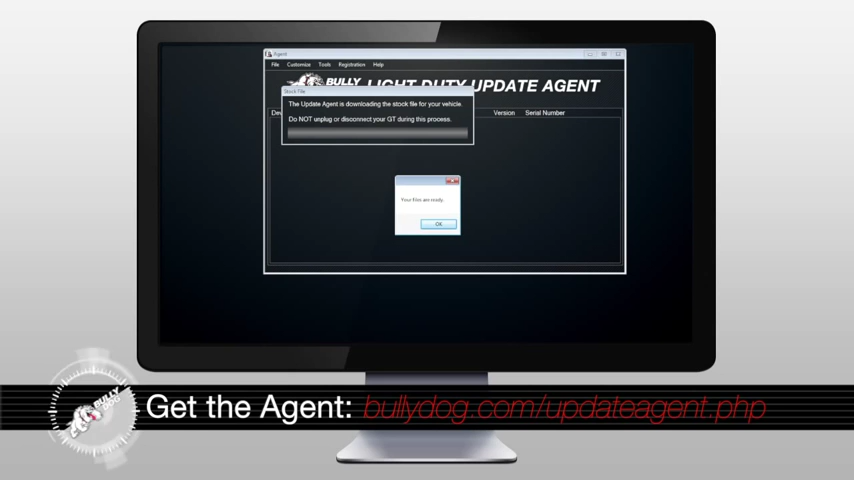 Agent
File Customize Tools Registration Help
BULLY LIGHT DUTY UPDATE AGENT
Stock File
The Update Agent is downloading the stock file for your vehicle.
Do NOT unplug or disconnect your GT during this process.
Dev Version Serial Number
Your files are ready.
OK
BULLY DOG
Get the Agent: bullydog.com/updateagent.php